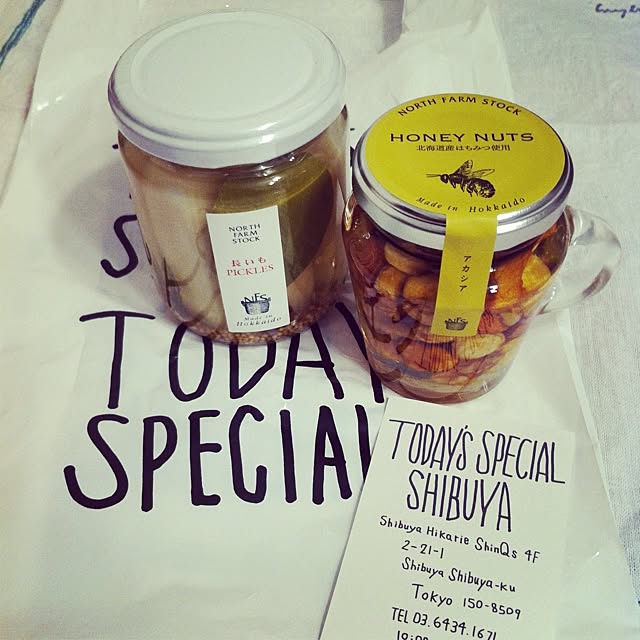 NORTH FARM STOCK
HONEY NUTS
北海道産はちみつ使用
Made in Hokkaido
アカシア
NFS
NORTH
FARM
STOCK
長いも
PICKLES
NFS
Made in
Hokkaido
S
TODAY
SPECIAL
TODAY'S SPECIAL
SHIBUYA
Shibuya Hikarie ShinQs 4F
2-21-1
Shibuya Shibuya-ku
Tokyo 150-8509
TEL 03.6434.1671